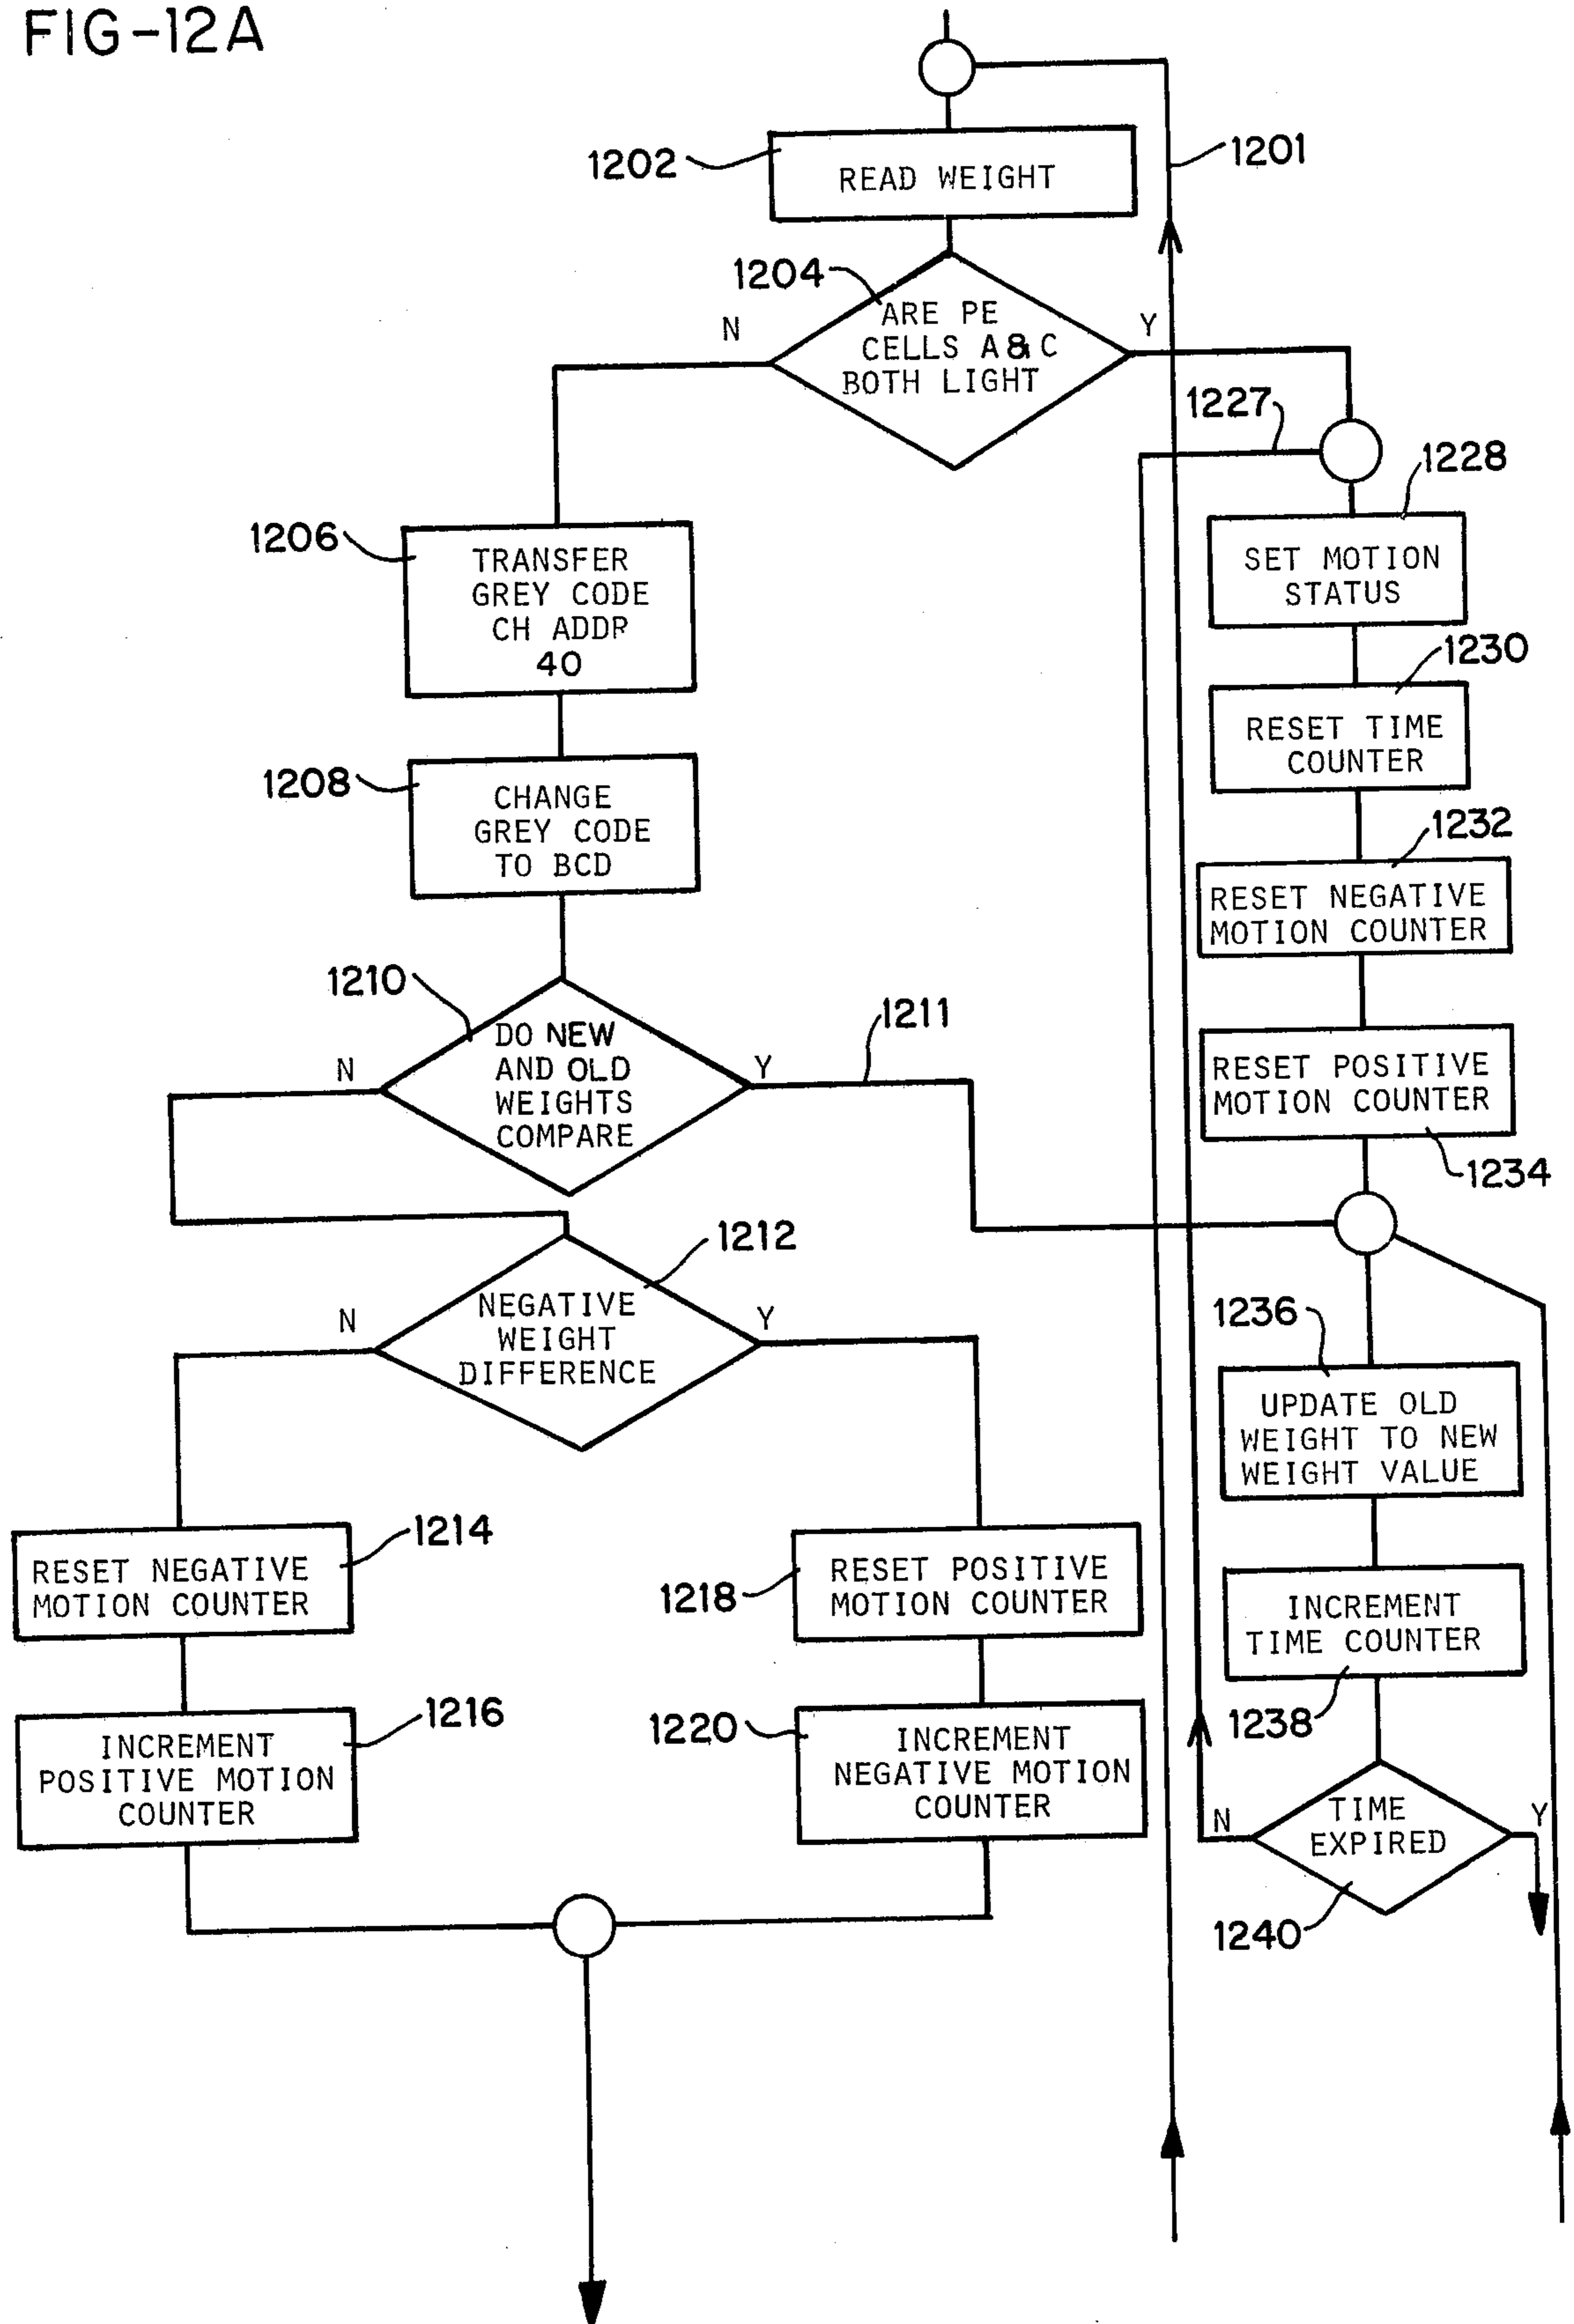 FIG-12A
1202
READ WEIGHT
1201
1204
ARE PE
CELLS A & C
BOTH LIGHT
N
Y
1227
1228
SET MOTION
STATUS
1206
TRANSFER
GREY CODE
CH ADDR
40
1230
RESET TIME
COUNTER
1208
CHANGE
GREY CODE
TO BCD
1232
RESET NEGATIVE
MOTION COUNTER
1210
DO NEW
AND OLD
WEIGHTS
COMPARE
N
Y
1211
RESET POSITIVE
MOTION COUNTER
1234
1212
NEGATIVE
WEIGHT
DIFFERENCE
N
Y
1236
UPDATE OLD
WEIGHT TO NEW
WEIGHT VALUE
1214
RESET NEGATIVE
MOTION COUNTER
1218
RESET POSITIVE
MOTION COUNTER
INCREMENT
TIME COUNTER
1238
1216
INCREMENT
POSITIVE MOTION
COUNTER
1220
INCREMENT
NEGATIVE MOTION
COUNTER
N
TIME
EXPIRED
Y
1240